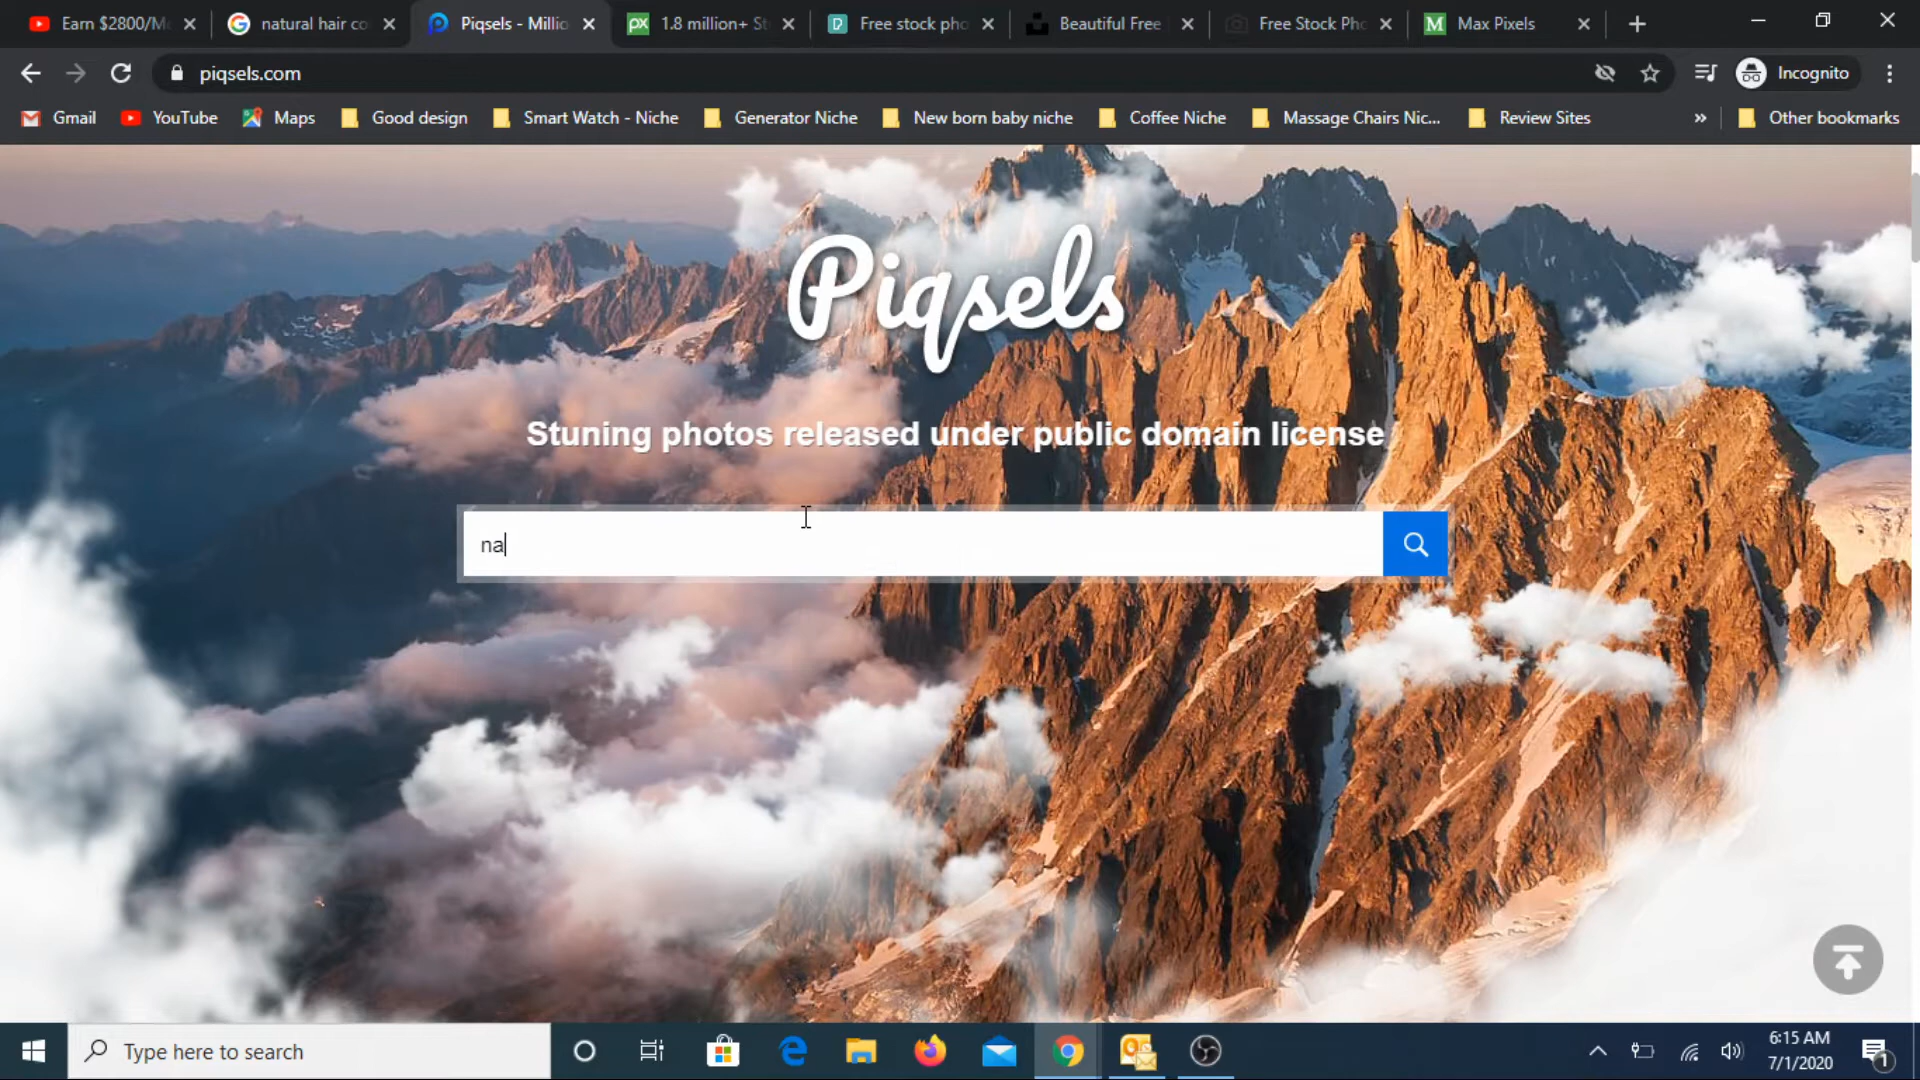 Earn $2800/M
natural hair co
Piqsels - Millio
1.8 million+ St
Free stock pho
Beautiful Free
Free Stock Pho
Max Pixels
piqsels.com
Incognito
Gmail
YouTube
Maps
Good design
Smart Watch - Niche
Generator Niche
New born baby niche
Coffee Niche
Massage Chairs Nic...
Review Sites
»
Other bookmarks
Piqsels
Stuning photos released under public domain license
na
Type here to search
6:15 AM
7/1/2020
1